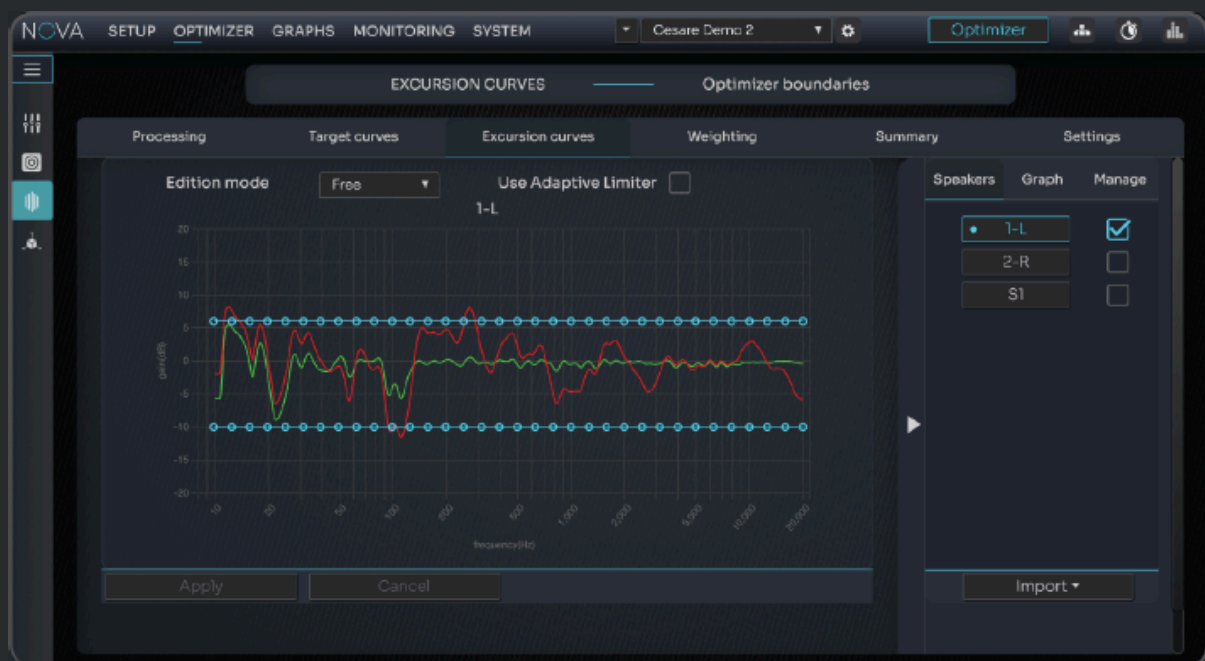 NOVA SETUP OPTIMIZER GRAPHS MONITORING SYSTEM Cesare Demo 2 Optimizer
EXCURSION CURVES Optimizer boundaries
Processing Target curves Excursion curves Weighting Summary Settings
Edition mode Free Use Adaptive Limiter
1-L
gain(dB)
20
15
10
5
0
-5
-10
-15
-20
10 20 50 100 200 500 1,000 2,000 5,000 10,000 20,000
frequency(Hz)
Apply Cancel
Speakers Graph Manage
1-L
2-R
S1
Import